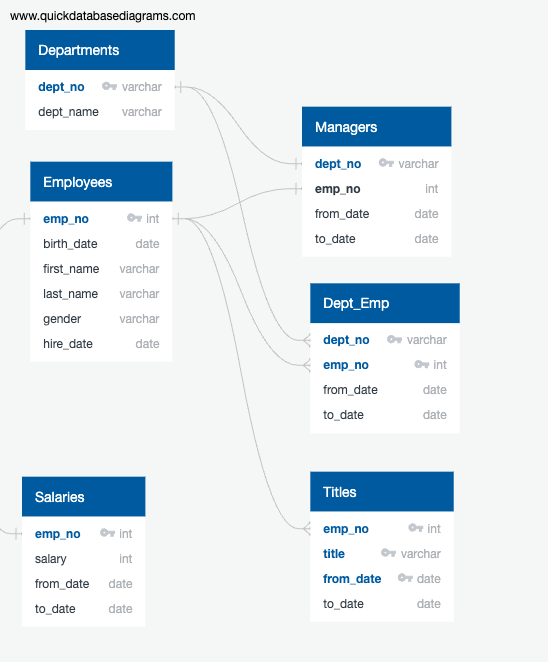 www.quickdatabasediagrams.com
Departments
dept_no varchar
dept_name varchar
Employees
emp_no int
birth_date date
first_name varchar
last_name varchar
gender varchar
hire_date date
Salaries
emp_no int
salary int
from_date date
to_date date
Managers
dept_no varchar
emp_no int
from_date date
to_date date
Dept_Emp
dept_no varchar
emp_no int
from_date date
to_date date
Titles
emp_no int
title varchar
from_date date
to_date date